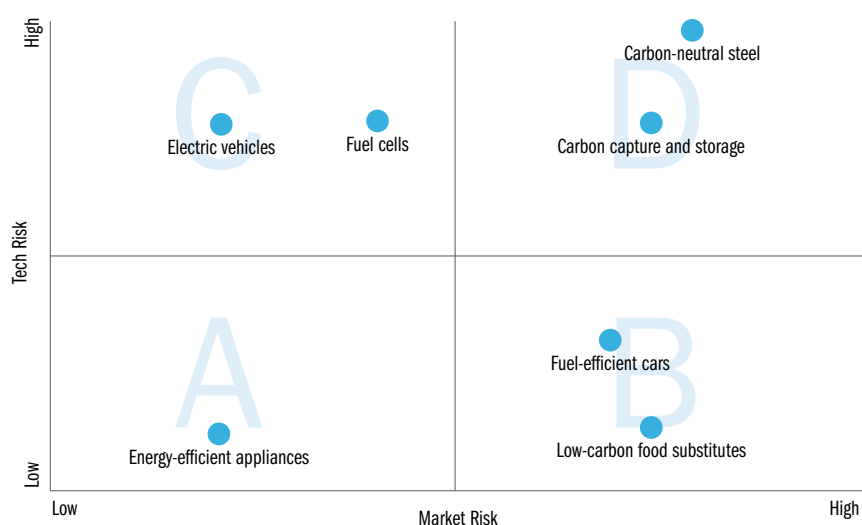 High
Carbon-neutral steel
C
D
Electric vehicles
Fuel cells
Carbon capture and storage
Tech Risk
A
B
Fuel-efficient cars
Energy-efficient appliances
Low-carbon food substitutes
Low
Low
High
Market Risk